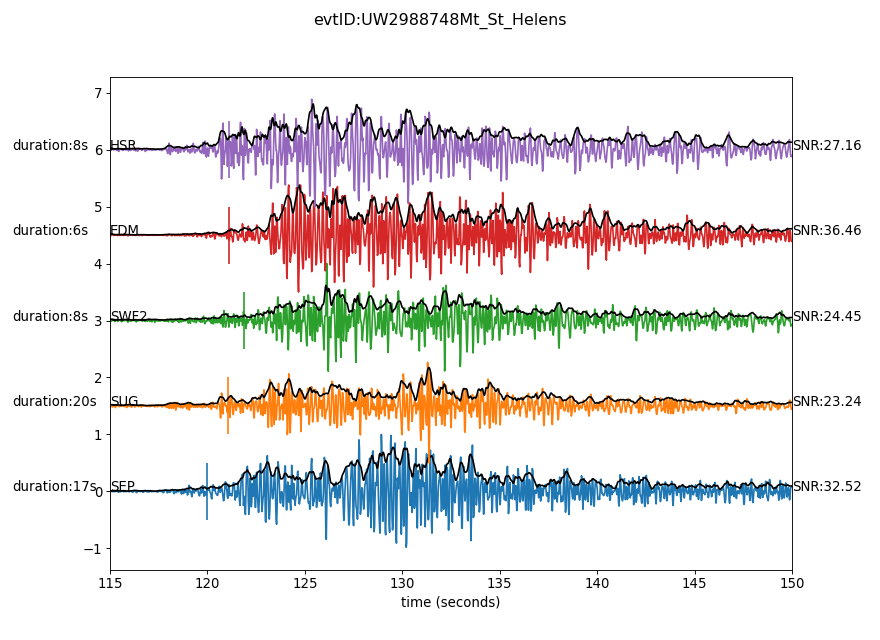 evtID:UW2988748Mt_St_Helens
7
duration:8s HSR 6 SNR:27.16
5
duration:6s EDM SNR:36.46
4
duration:8s SWF2 3 SNR:24.45
2
duration:20s SUG SNR:23.24
1
duration:17s 0 SEP SNR:32.52
−1
115 120 125 130 135 140 145 150
time (seconds)